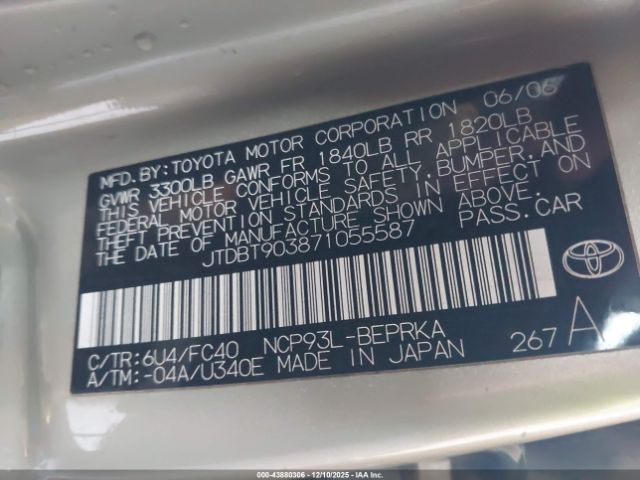 MFD.BY:TOYOTA MOTOR CORPORATION 06/06
GVWR 3300LB GAWR FR 1840LB RR 1820LB
THIS VEHICLE CONFORMS TO ALL APPLICABLE
FEDERAL MOTOR VEHICLE SAFETY,BUMPER,AND
THEFT PREVENTION STANDARDS IN EFFECT ON
THE DATE OF MANUFACTURE SHOWN ABOVE.
JTDBT903871055587 PASS.CAR
C/TR:6U4/FC40 NCP93L-BEPRKA
A/TM:-04A/U340E MADE IN JAPAN 267 A
000-43880306 - 12/10/2025 - IAA Inc.